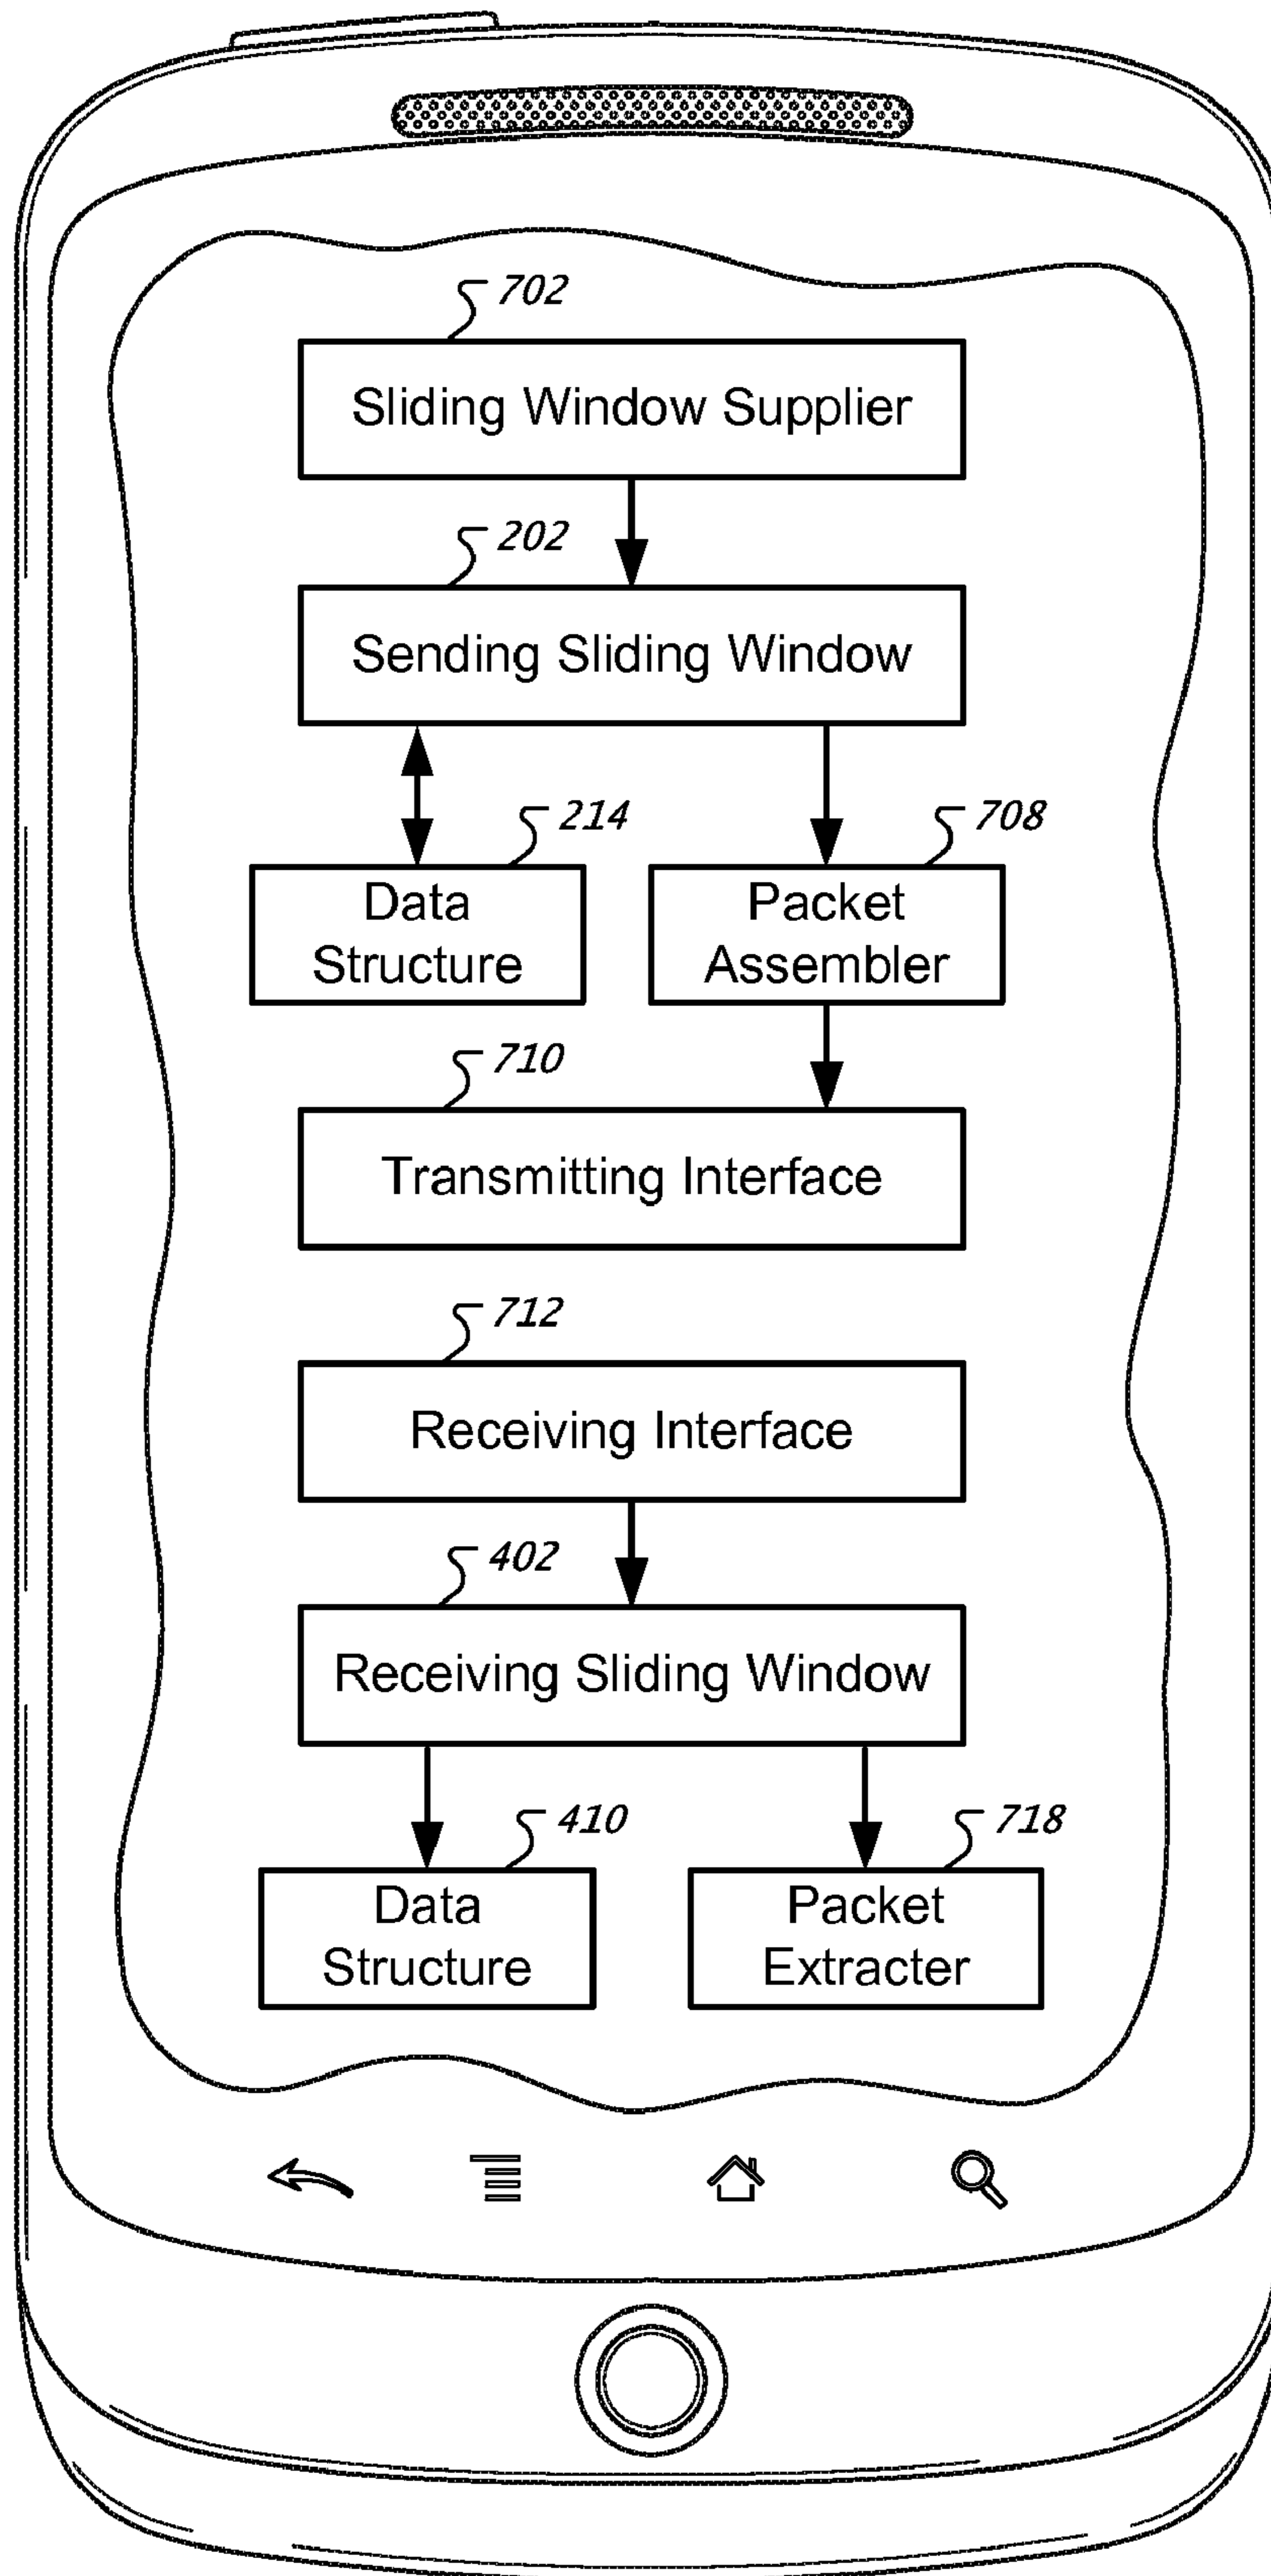 702
Sliding Window Supplier
202
Sending Sliding Window
214
708
Data
Structure
Packet
Assembler
710
Transmitting Interface
712
Receiving Interface
402
Receiving Sliding Window
410
718
Data
Structure
Packet
Extracter